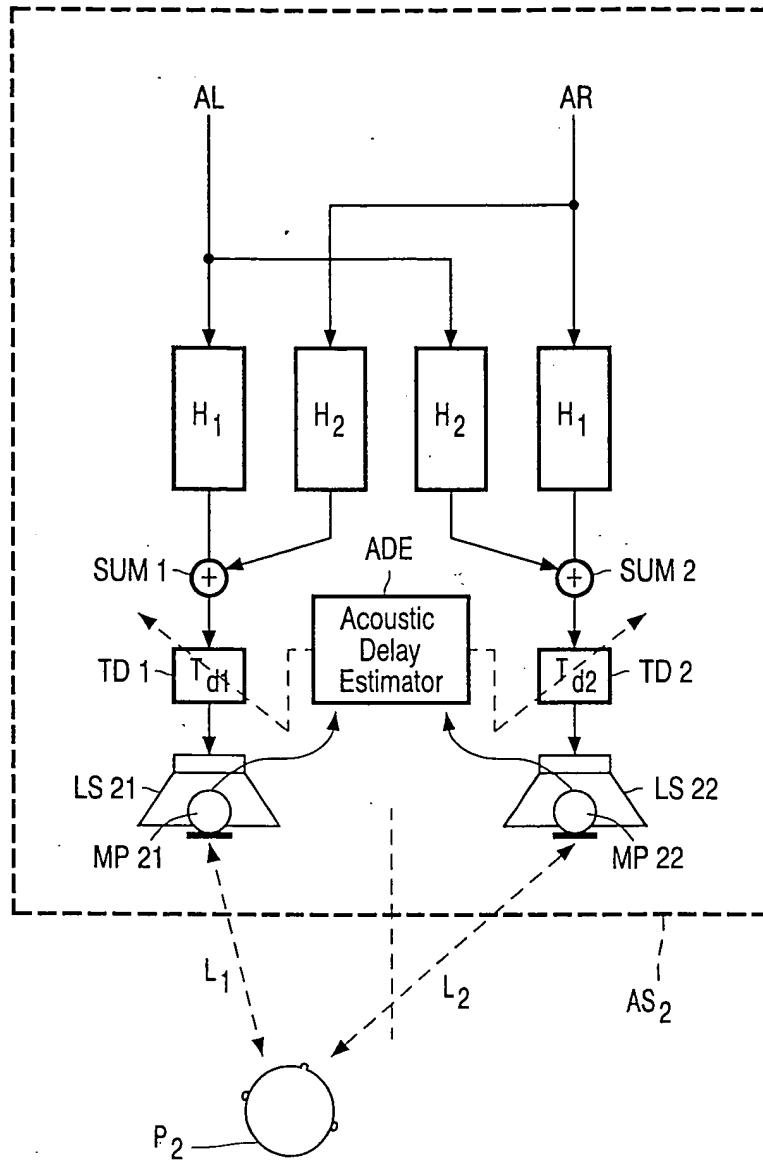 AL AR
H1 H2 H2 H1
ADE
SUM 1 + + SUM 2
Acoustic
Delay
Estimator
TD 1 Td1 Td2 TD 2
LS 21 LS 22
MP 21 MP 22
L1 L2
AS2
P2